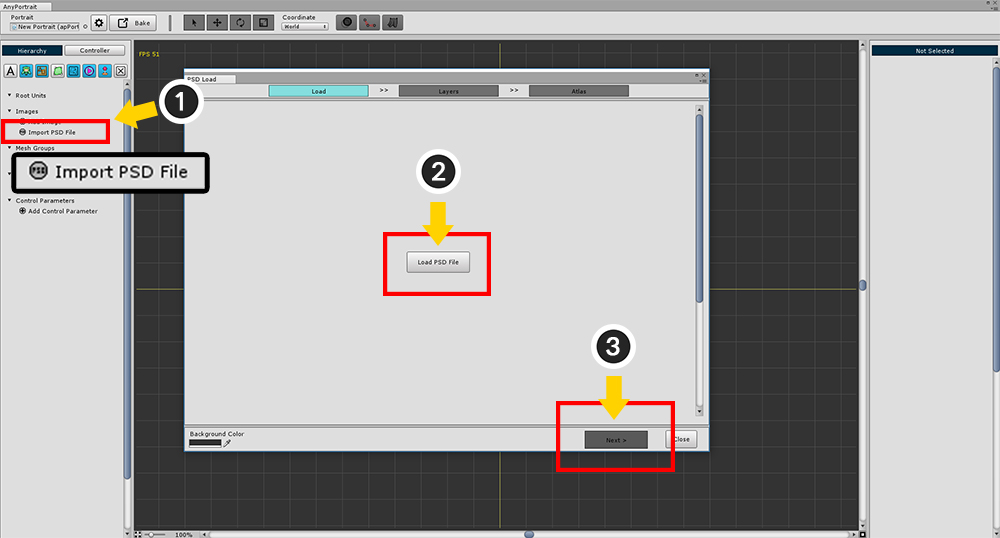 AnyPortrait
Portrait
New Portrait (apPort
Bake
Coordinate
World
Hierarchy
Controller
Not Selected
FPS 51
A
Root Units
Images
Import PSD File
Mesh Groups
Import PSD File
Control Parameters
Add Control Parameter
PSD Load
Load
>>
Layers
>>
Atlas
1
2
Load PSD File
3
Background Color
Next >
Close
100%